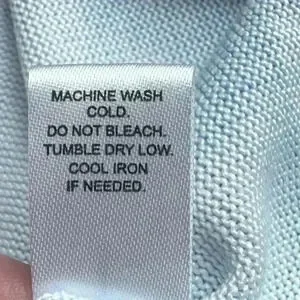 MACHINE WASH
COLD.
DO NOT BLEACH.
TUMBLE DRY LOW.
COOL IRON
IF NEEDED.